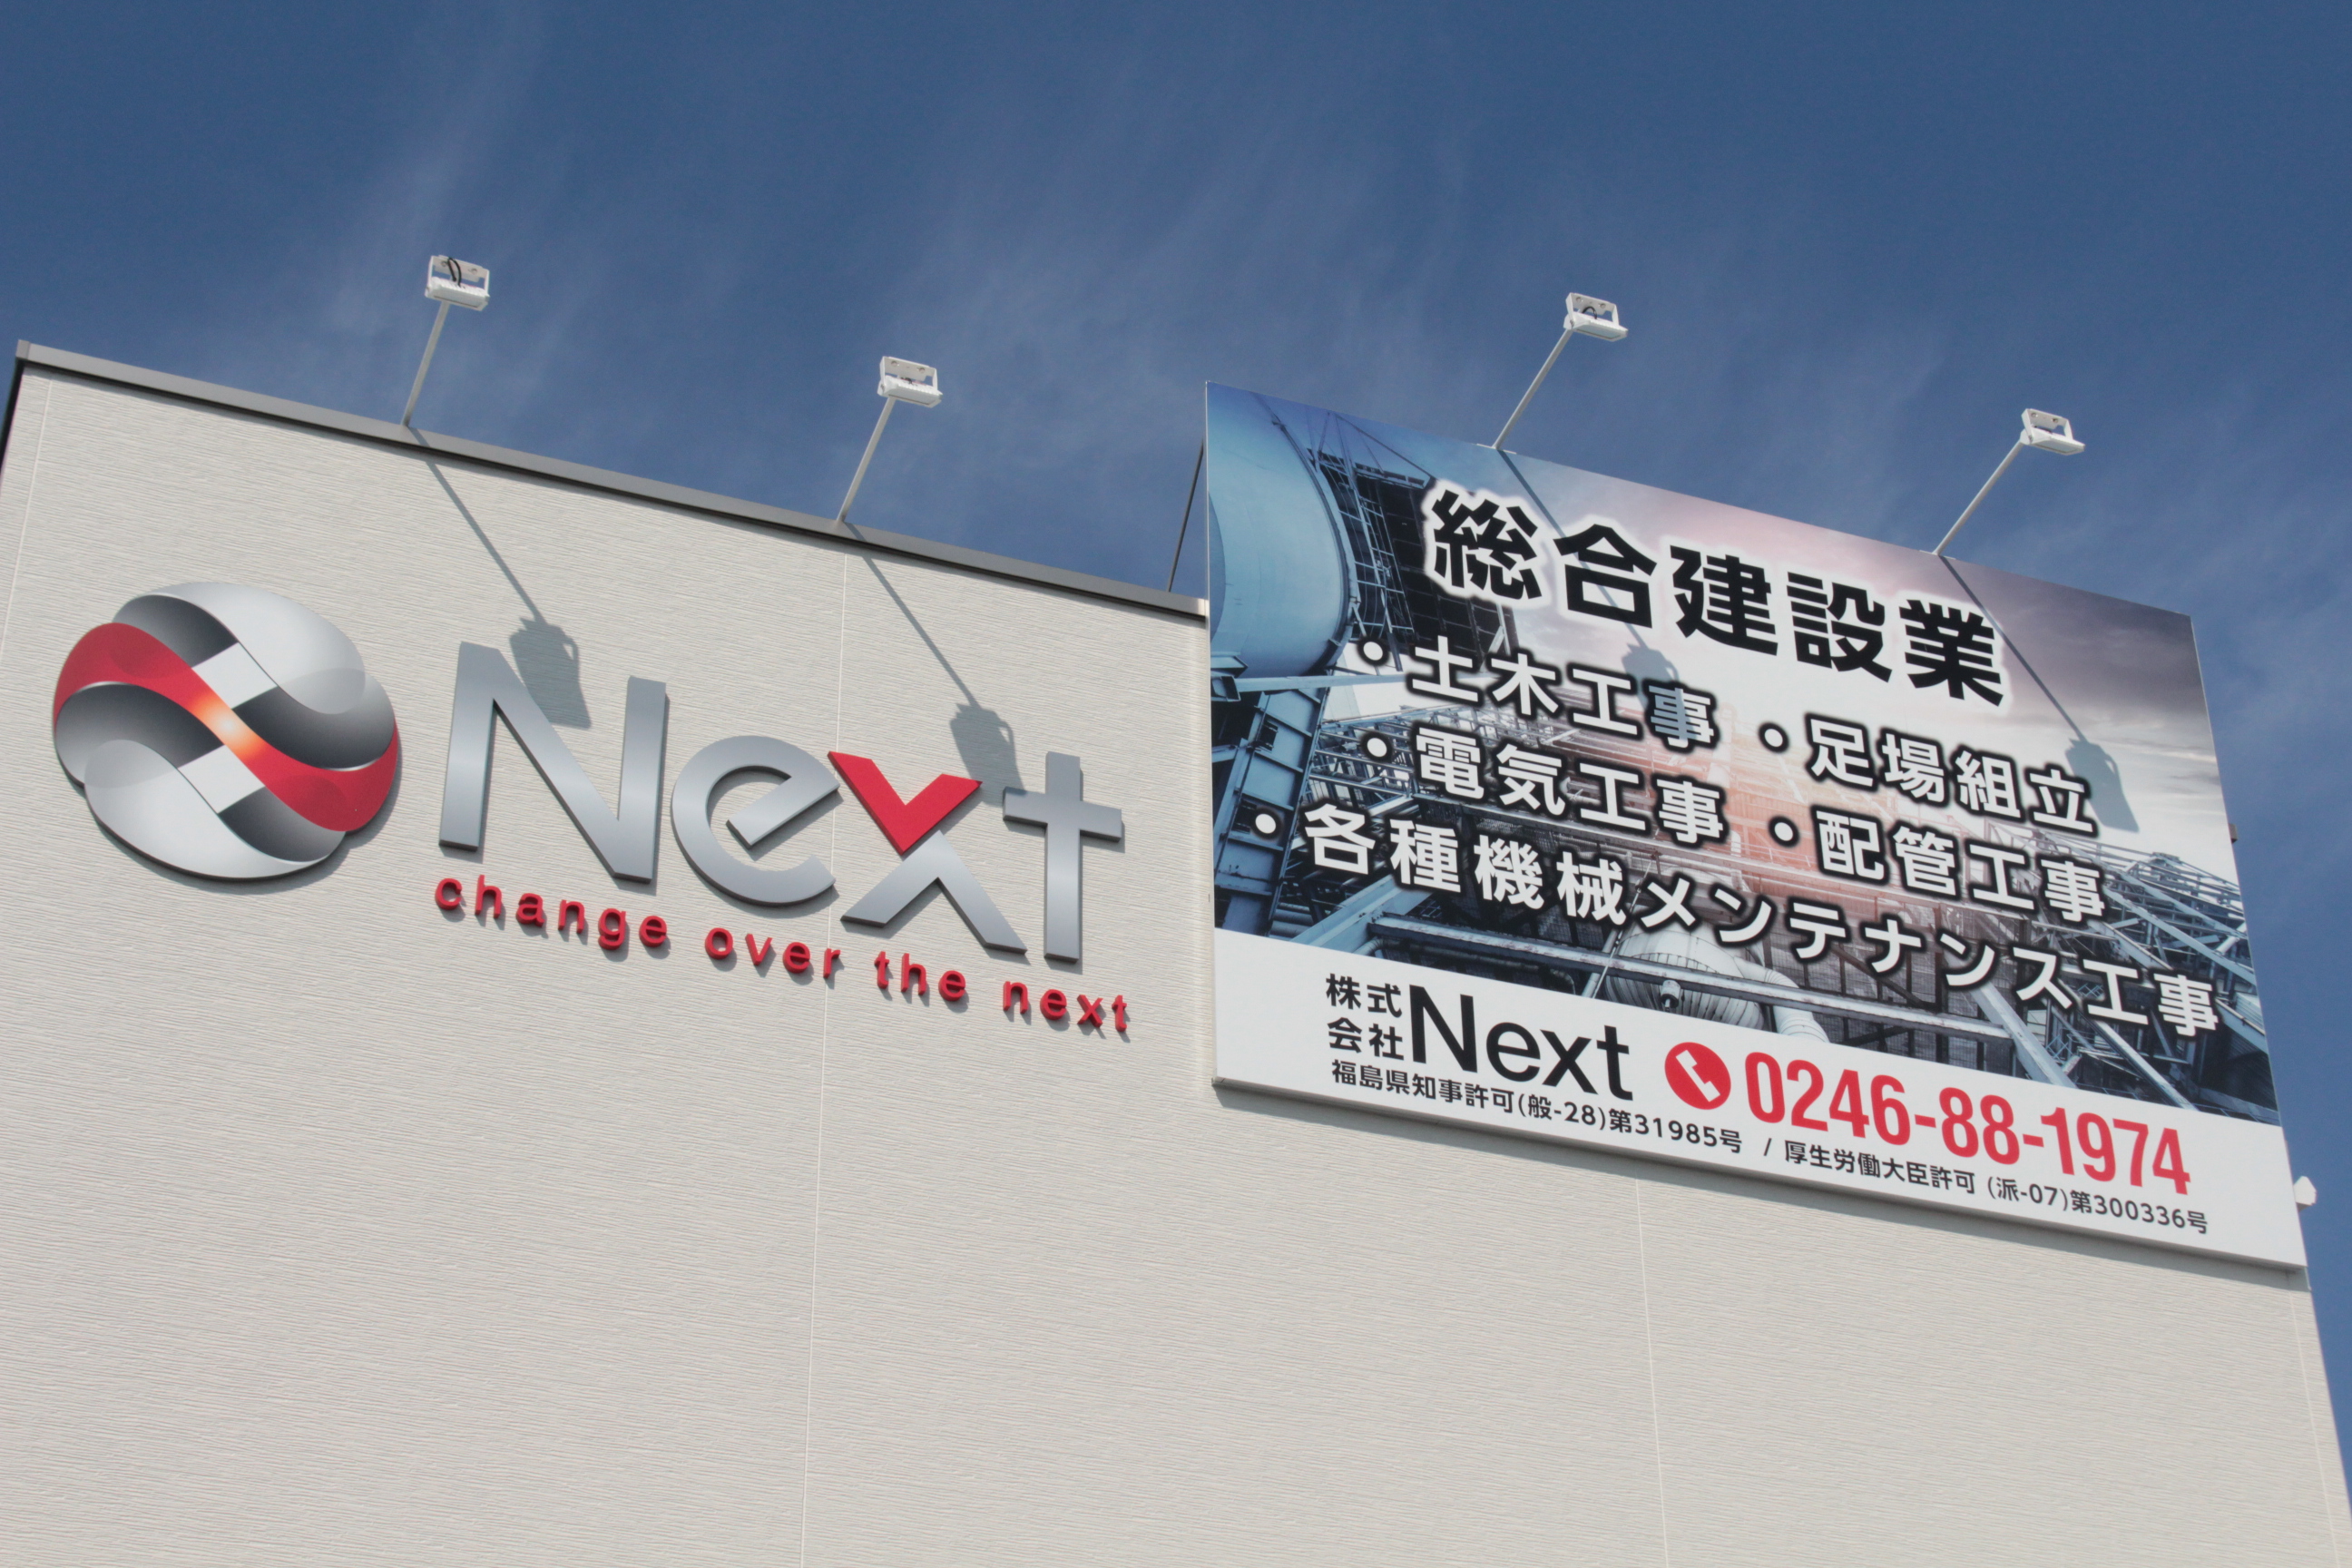 Next
change over the next
総合建設業
・土木工事 ・足場組立
・電気工事 ・配管工事
・各種機械メンテナンス工事
株式会社Next 0246-88-1974
福島県知事許可(般-28)第31985号 / 厚生労働大臣許可 (派-07)第300336号